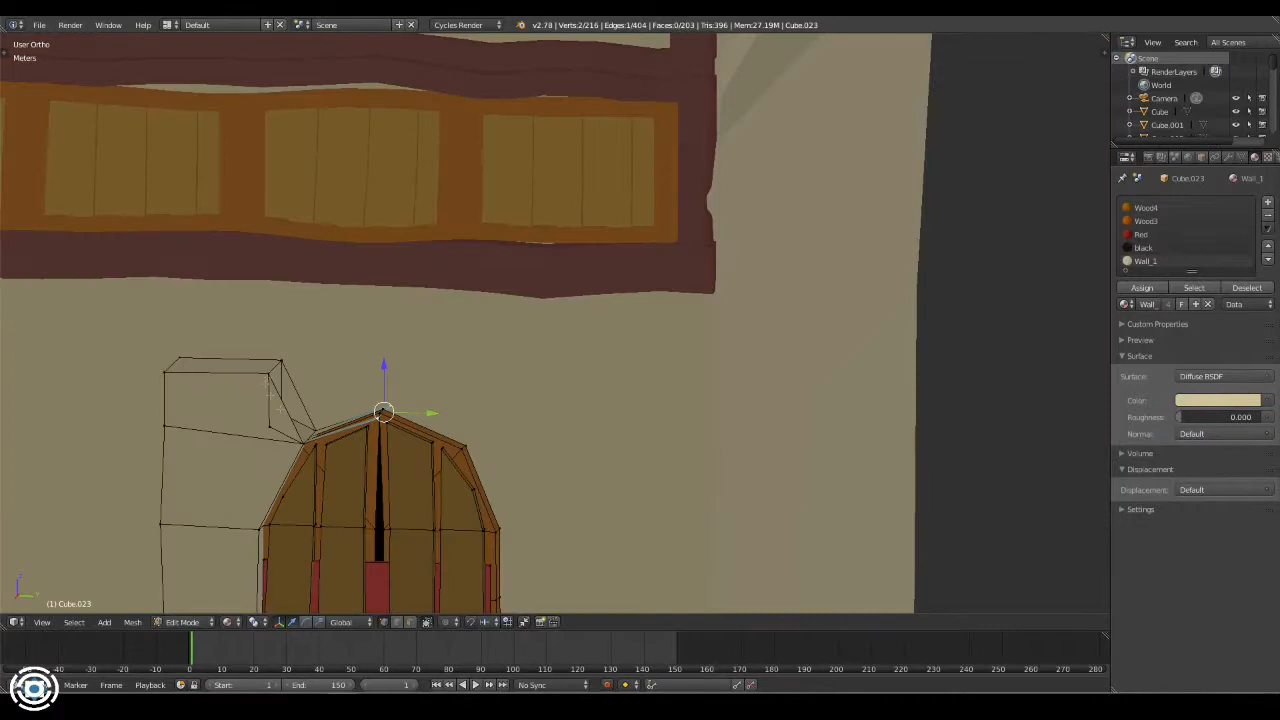 File Render Window Help Default Scene Cycles Render v2.78 | Verts:2/216 | Edges:1/404 | Faces:0/203 | Tris:396 | Mem:27.19M | Cube.023
User Ortho
Meters
View Search All Scenes
Scene
RenderLayers
World
Camera
Cube
Cube.001
Cube.023 Wall_1
Wood4
Wood3
Red
black
Wall_1
Assign Select Deselect
Wall_ 4 F Data
Custom Properties
Preview
Surface
Surface: Diffuse BSDF
Color:
Roughness: 0.000
Normal: Default
Volume
Displacement
Displacement: Default
Settings
(1) Cube.023
View Select Add Mesh Edit Mode Global
-40 -30 -20 -10 0 10 20 30 40 50 60 70 80 90 100 110 120 130 140 150 160 170 180 190 200 210 220 230 240 250 260 270 280
Marker Frame Playback Start: 1 End: 150 1 No Sync